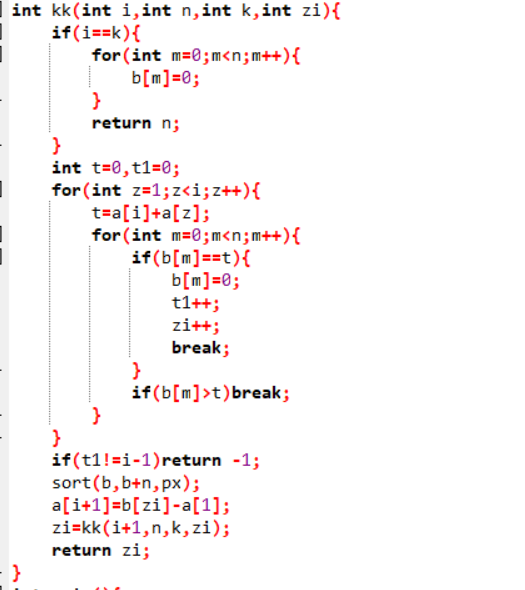 int kk(int i,int n,int k,int zi){
if(i==k){
for(int m=0;m<n;m++){
b[m]=0;
}
return n;
}
int t=0,t1=0;
for(int z=1;z<i;z++){
t=a[i]+a[z];
for(int m=0;m<n;m++){
if(b[m]==t){
b[m]=0;
t1++;
zi++;
break;
}
if(b[m]>t)break;
}
}
if(t1!=i-1)return -1;
sort(b,b+n,px);
a[i+1]=b[zi]-a[1];
zi=kk(i+1,n,k,zi);
return zi;
}